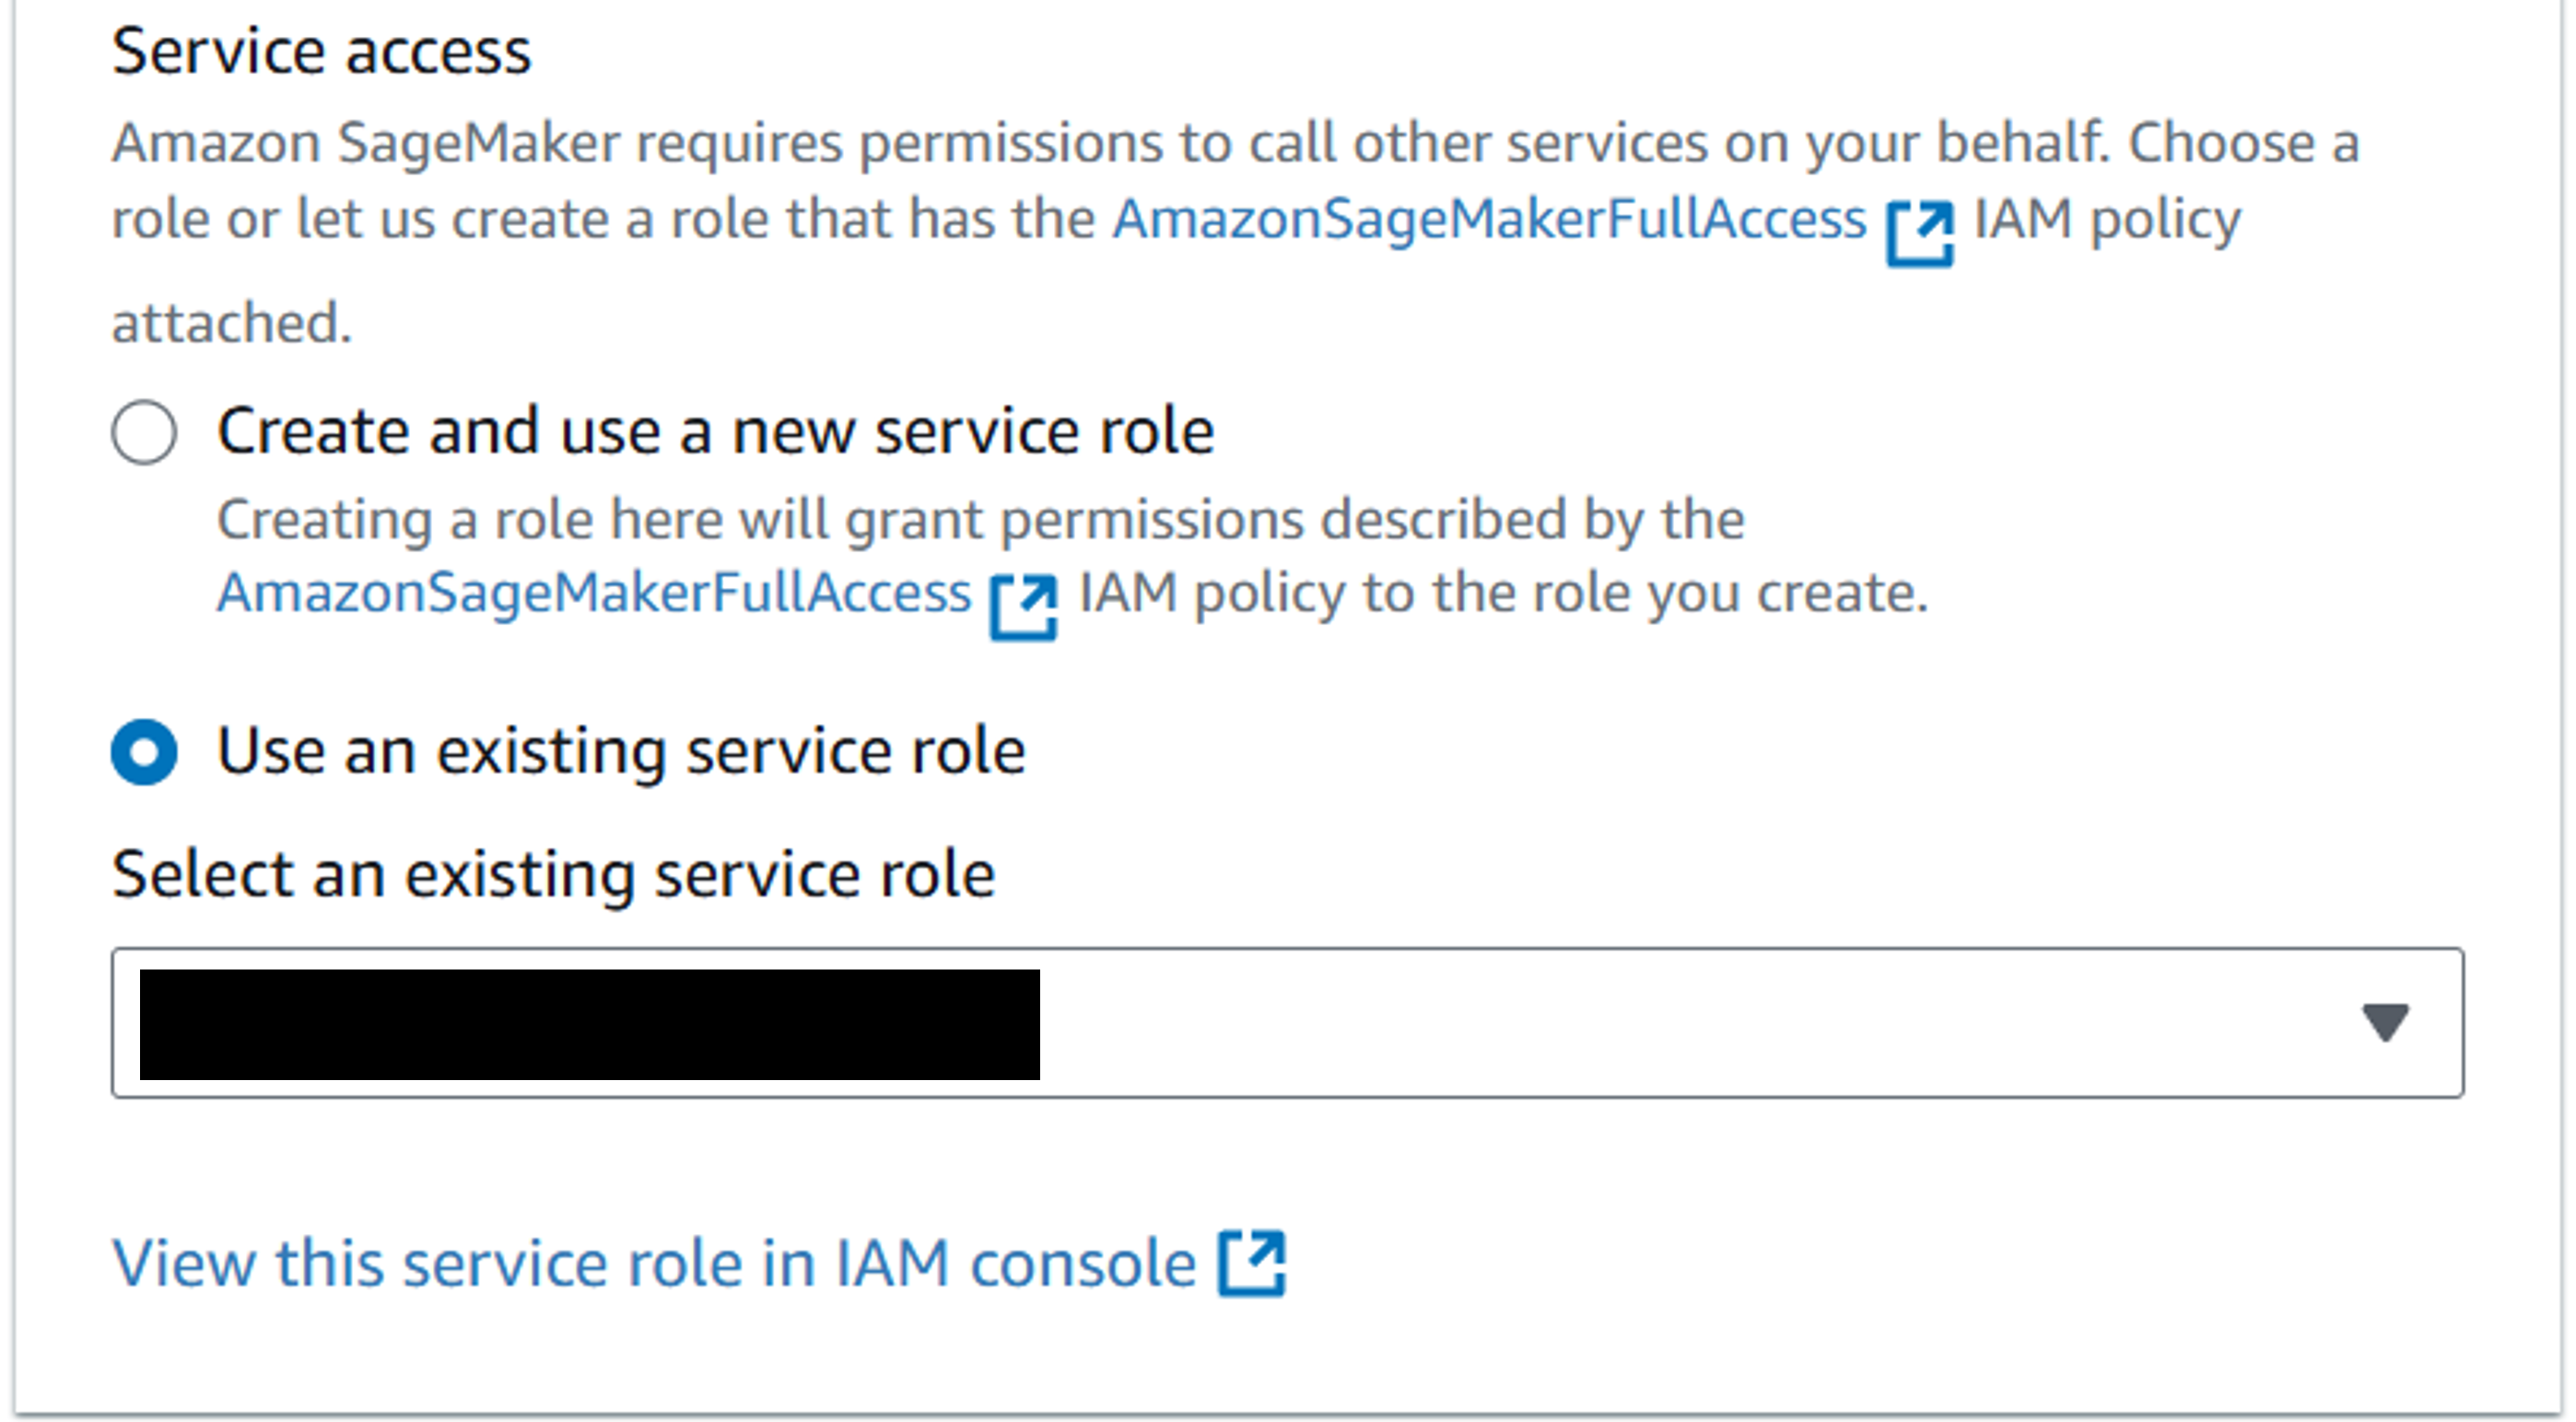 Service access
Amazon SageMaker requires permissions to call other services on your behalf. Choose a
role or let us create a role that has the AmazonSageMakerFullAccess IAM policy
attached.
Create and use a new service role
Creating a role here will grant permissions described by the
AmazonSageMakerFullAccess IAM policy to the role you create.
Use an existing service role
Select an existing service role
View this service role in IAM console